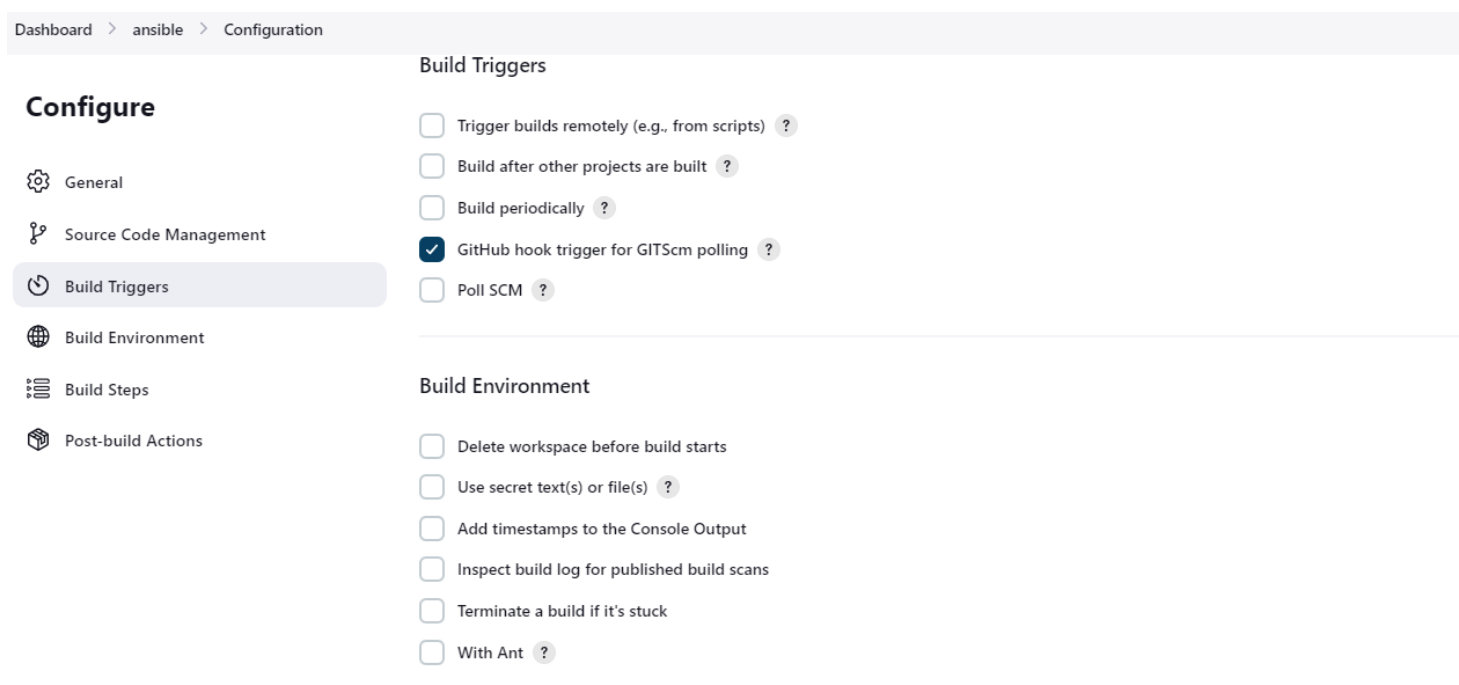 Dashboard > ansible > Configuration
Configure
General
Source Code Management
Build Triggers
Build Environment
Build Steps
Post-build Actions
Build Triggers
Trigger builds remotely (e.g., from scripts) ?
Build after other projects are built ?
Build periodically ?
GitHub hook trigger for GITScm polling ?
Poll SCM ?
Build Environment
Delete workspace before build starts
Use secret text(s) or file(s) ?
Add timestamps to the Console Output
Inspect build log for published build scans
Terminate a build if it's stuck
With Ant ?